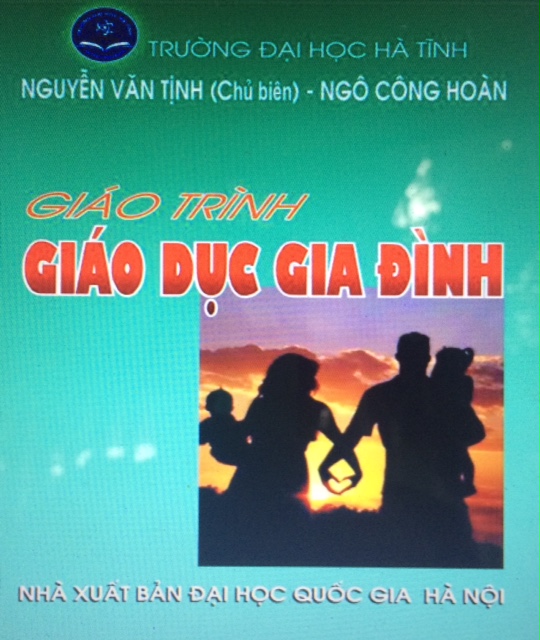 TRƯỜNG ĐẠI HỌC HÀ TĨNH
NGUYỄN VĂN TỊNH (Chủ biên) - NGÔ CÔNG HOÀN
GIÁO TRÌNH
GIÁO DỤC GIA ĐÌNH
NHÀ XUẤT BẢN ĐẠI HỌC QUỐC GIA HÀ NỘI